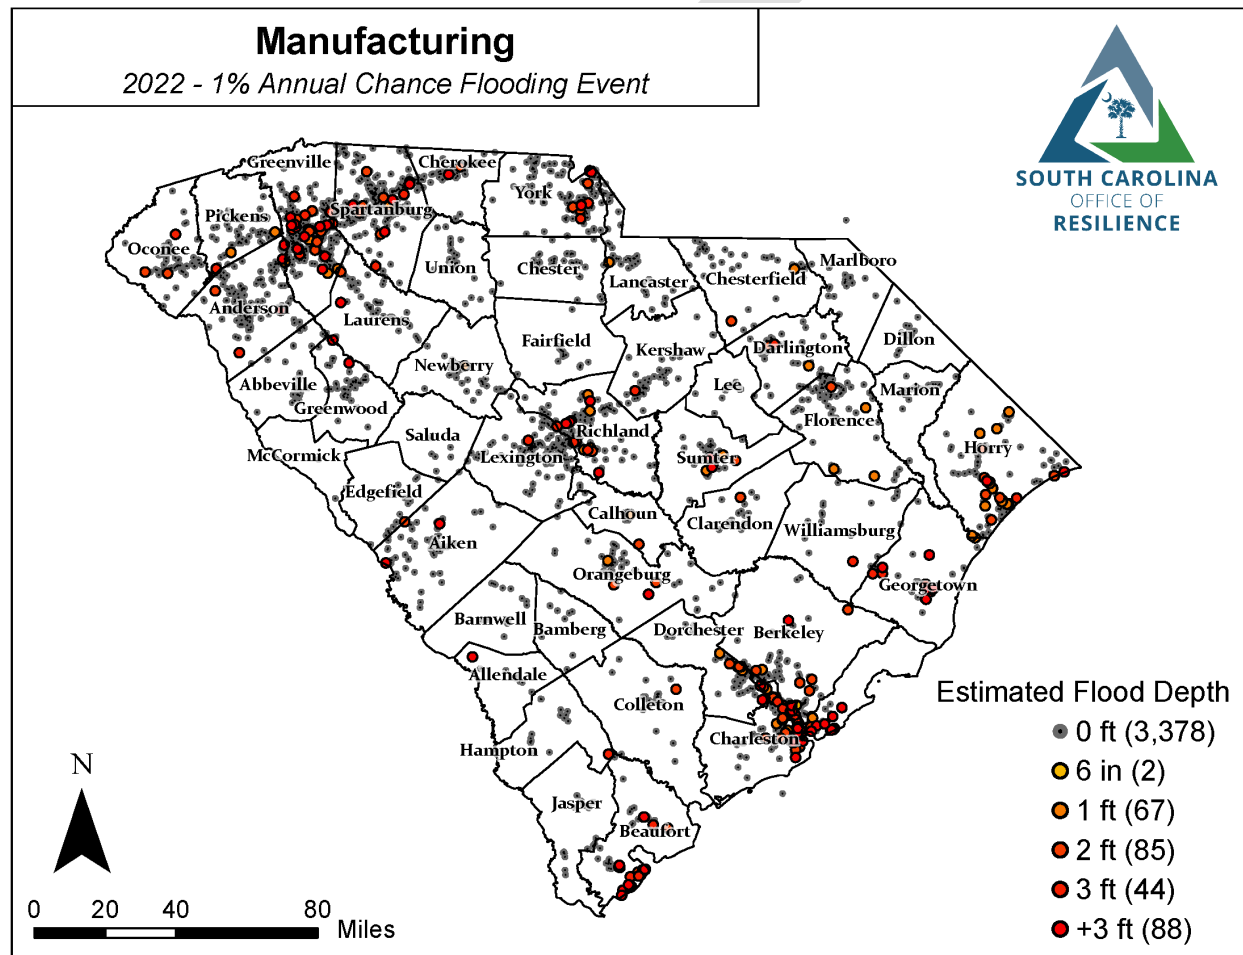 Manufacturing
2022 - 1% Annual Chance Flooding Event
SOUTH CAROLINA
OFFICE OF
RESILIENCE
Greenville
Cherokee
York
Pickens
Spartanburg
Oconee
Union
Chester
Lancaster
Chesterfield
Marlboro
Anderson
Laurens
Fairfield
Kershaw
Darlington
Dillon
Newberry
Abbeville
Lee
Marion
Greenwood
Saluda
Richland
Florence
Horry
McCormick
Lexington
Sumter
Edgefield
Calhoun
Clarendon
Williamsburg
Aiken
Orangeburg
Georgetown
Barnwell
Bamberg
Dorchester
Berkeley
Allendale
Colleton
Hampton
Charleston
Jasper
Beaufort
Estimated Flood Depth
0 ft (3,378)
6 in (2)
1 ft (67)
2 ft (85)
3 ft (44)
+3 ft (88)
N
0 20 40 80
Miles